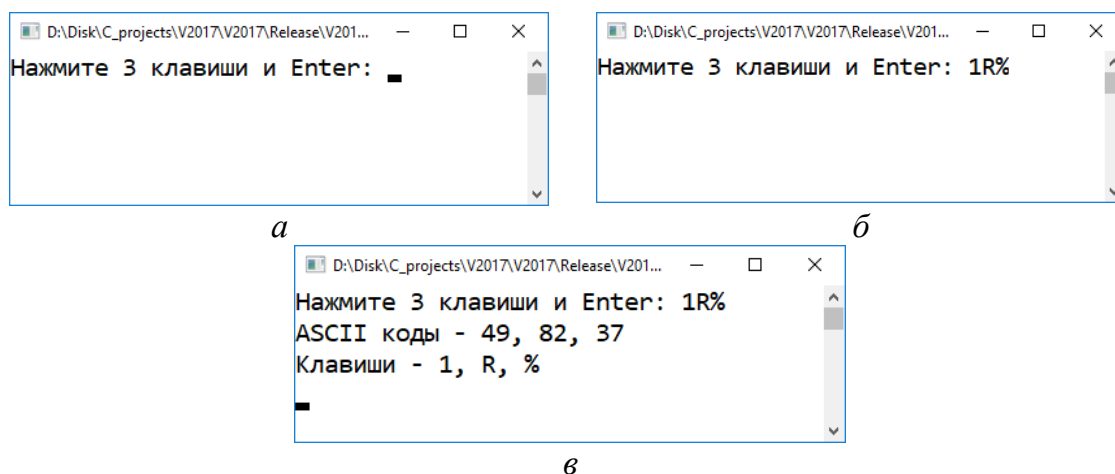 D:\Disk\C_projects\V2017\V2017\Release\V201...
Нажмите 3 клавиши и Enter:
а
D:\Disk\C_projects\V2017\V2017\Release\V201...
Нажмите 3 клавиши и Enter: 1R%
б
D:\Disk\C_projects\V2017\V2017\Release\V201...
Нажмите 3 клавиши и Enter: 1R%
ASCII коды - 49, 82, 37
Клавиши - 1, R, %
в